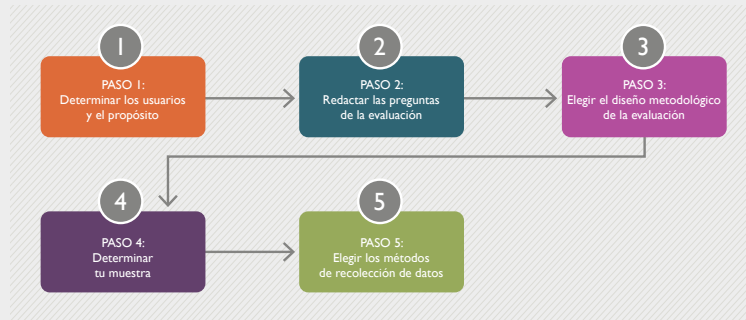 1
PASO 1:
Determinar los usuarios
y el propósito
2
PASO 2:
Redactar las preguntas
de la evaluación
3
PASO 3:
Elegir el diseño metodológico
de la evaluación
4
PASO 4:
Determinar
tu muestra
5
PASO 5:
Elegir los métodos
de recolección de datos